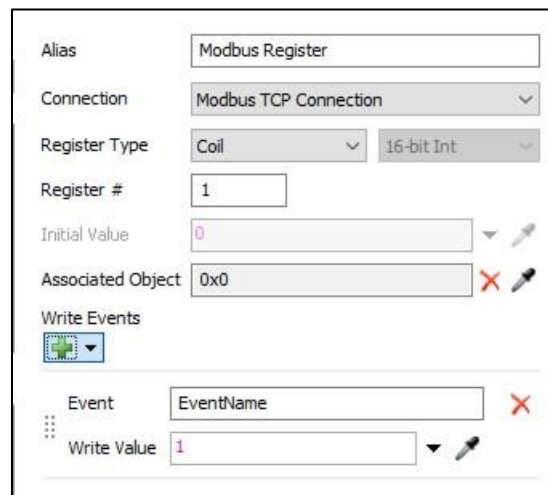 Alias Modbus Register
Connection Modbus TCP Connection
Register Type Coil 16-bit Int
Register # 1
Initial Value 0
Associated Object 0x0
Write Events
Event EventName
Write Value 1